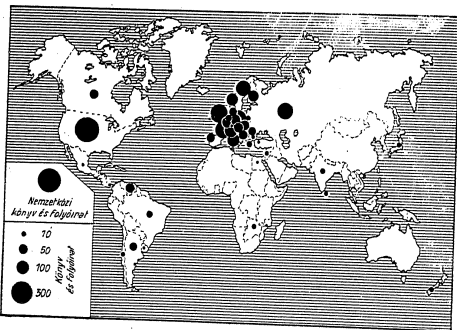 Nemzetközi
könyv és folyóirat
10
50
100
300
Könyv
és folyóirat